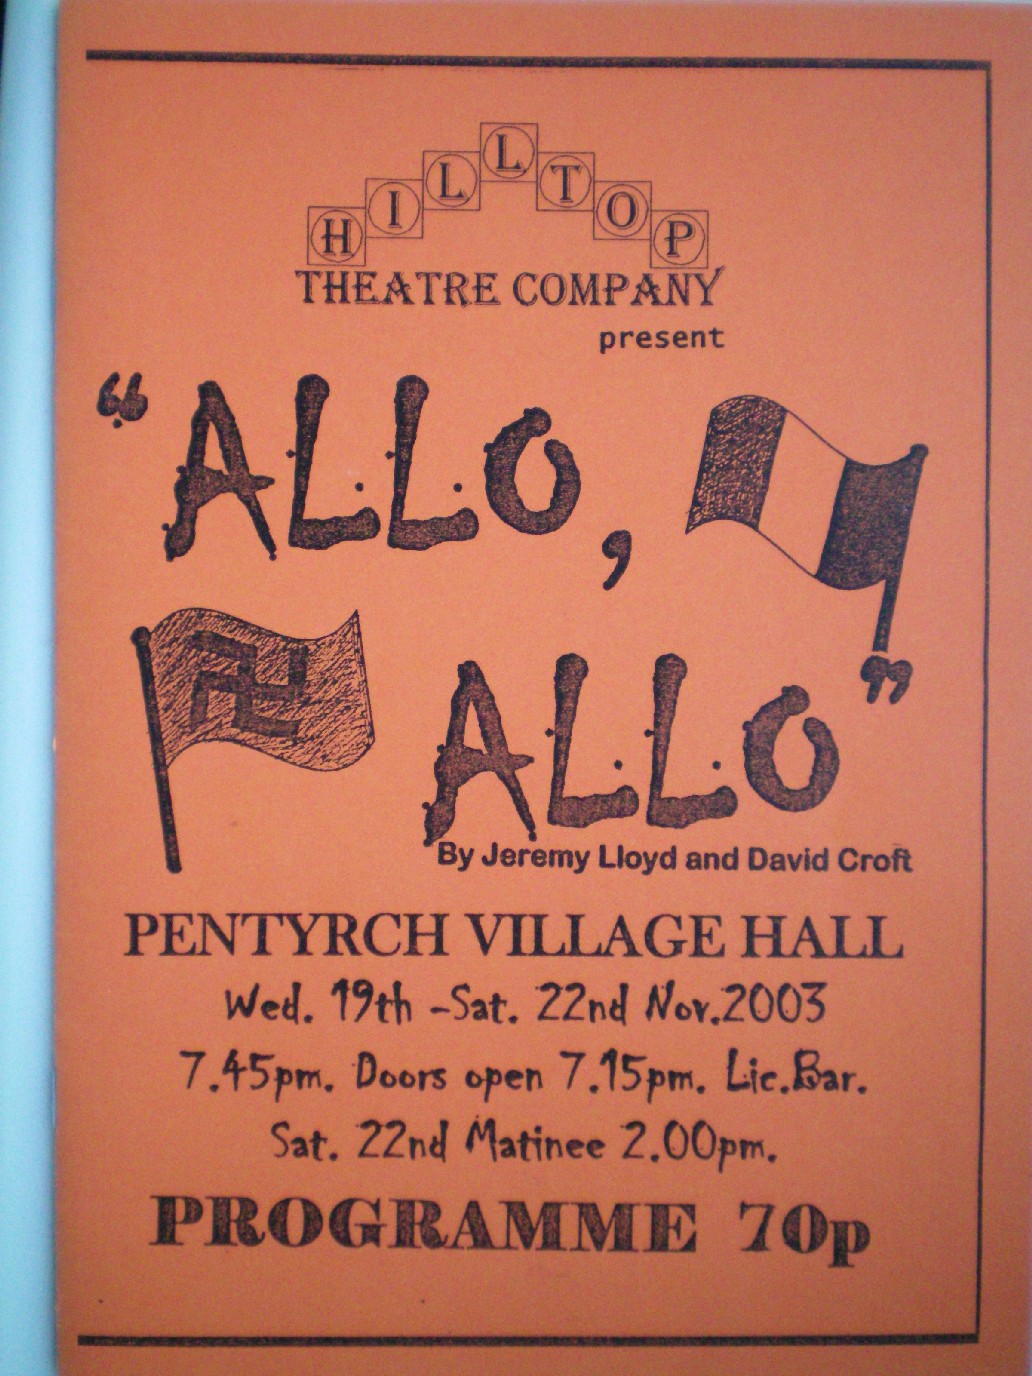 HILLTOP
THEATRE COMPANY
present
“ALLO,
ALLO”
By Jeremy Lloyd and David Croft
PENTYRCH VILLAGE HALL
Wed. 19th -Sat. 22nd Nov.2003
7.45pm. Doors open 7.15pm. Lic.Bar.
Sat. 22nd Matinee 2.00pm.
PROGRAMME 70p